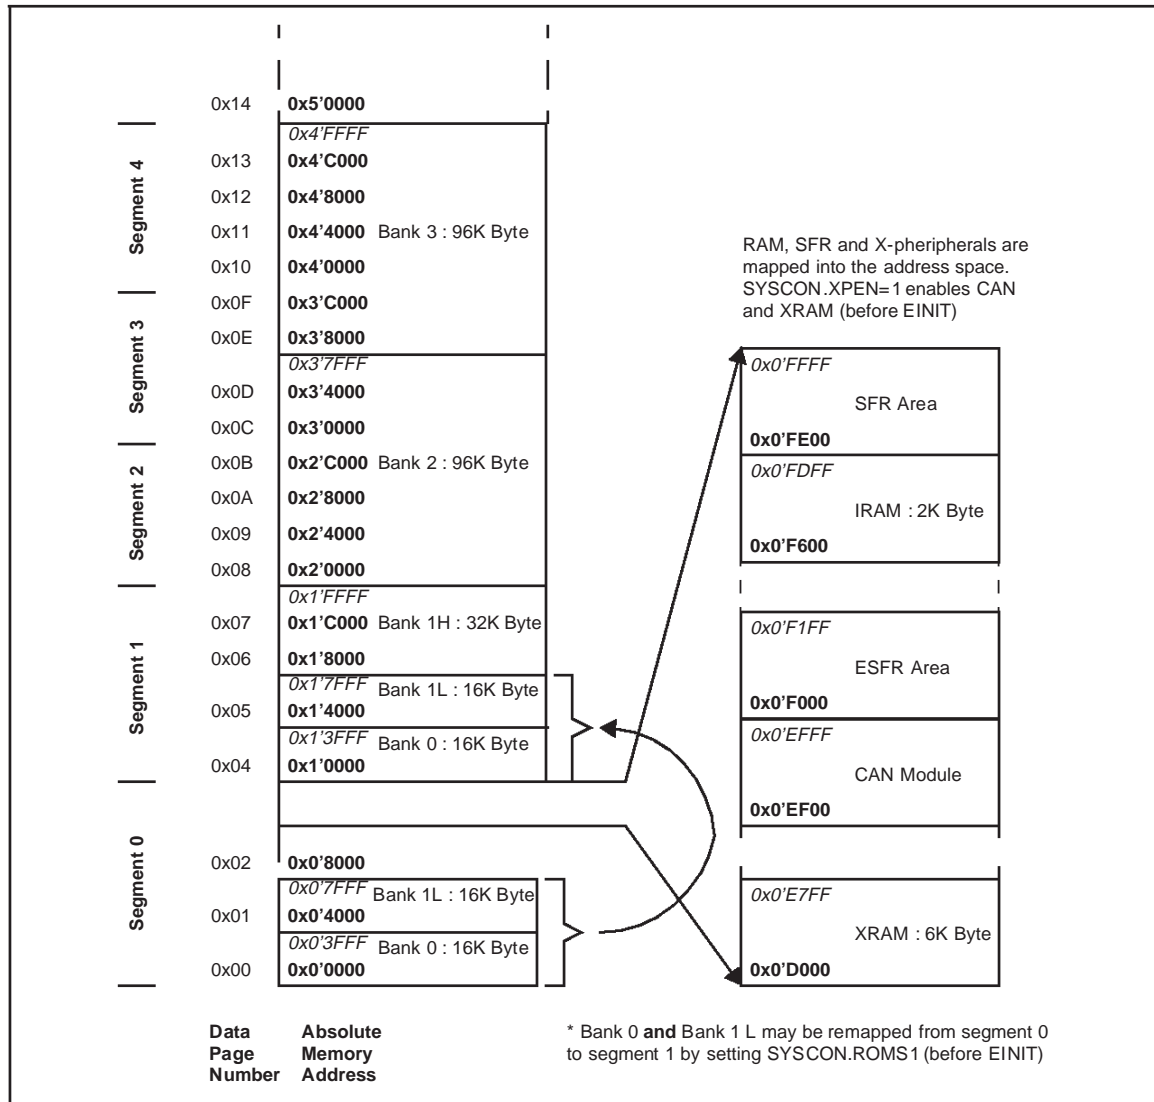 0x14 0x5'0000
0x4'FFFF
0x13 0x4'C000
0x12 0x4'8000
0x11 0x4'4000 Bank 3 : 96K Byte
0x10 0x4'0000
Segment 4
0x0F 0x3'C000
0x0E 0x3'8000
0x3'7FFF
0x0D 0x3'4000
0x0C 0x3'0000
Segment 3
0x0B 0x2'C000 Bank 2 : 96K Byte
0x0A 0x2'8000
0x09 0x2'4000
0x08 0x2'0000
Segment 2
0x1'FFFF
0x07 0x1'C000 Bank 1H : 32K Byte
0x06 0x1'8000
0x1'7FFF Bank 1L : 16K Byte
0x05 0x1'4000
0x1'3FFF Bank 0 : 16K Byte
0x04 0x1'0000
Segment 1
0x02 0x0'8000
0x0'7FFF Bank 1L : 16K Byte
0x01 0x0'4000
0x0'3FFF Bank 0 : 16K Byte
0x00 0x0'0000
Segment 0
Data Absolute
Page Memory
Number Address
RAM, SFR and X-pheripherals are
mapped into the address space.
SYSCON.XPEN=1 enables CAN
and XRAM (before EINIT)
0x0'FFFF
SFR Area
0x0'FE00
0x0'FDFF
IRAM : 2K Byte
0x0'F600
0x0'F1FF
ESFR Area
0x0'F000
0x0'EFFF
CAN Module
0x0'EF00
0x0'E7FF
XRAM : 6K Byte
0x0'D000
* Bank 0 and Bank 1 L may be remapped from segment 0
to segment 1 by setting SYSCON.ROMS1 (before EINIT)